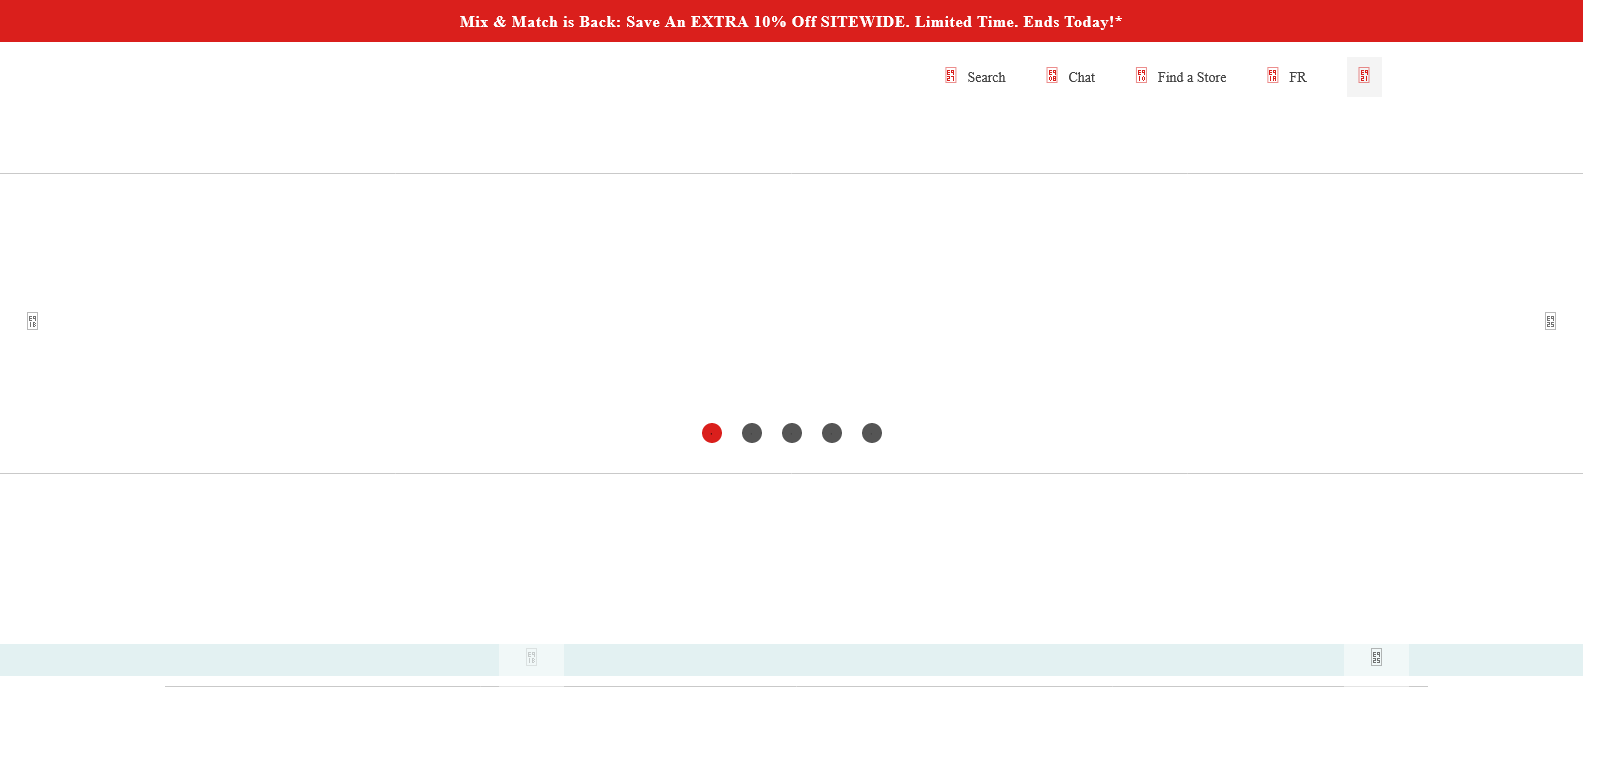 Mix & Match is Back: Save An EXTRA 10% Off SITEWIDE. Limited Time. Ends Today!*
Search Chat Find a Store FR